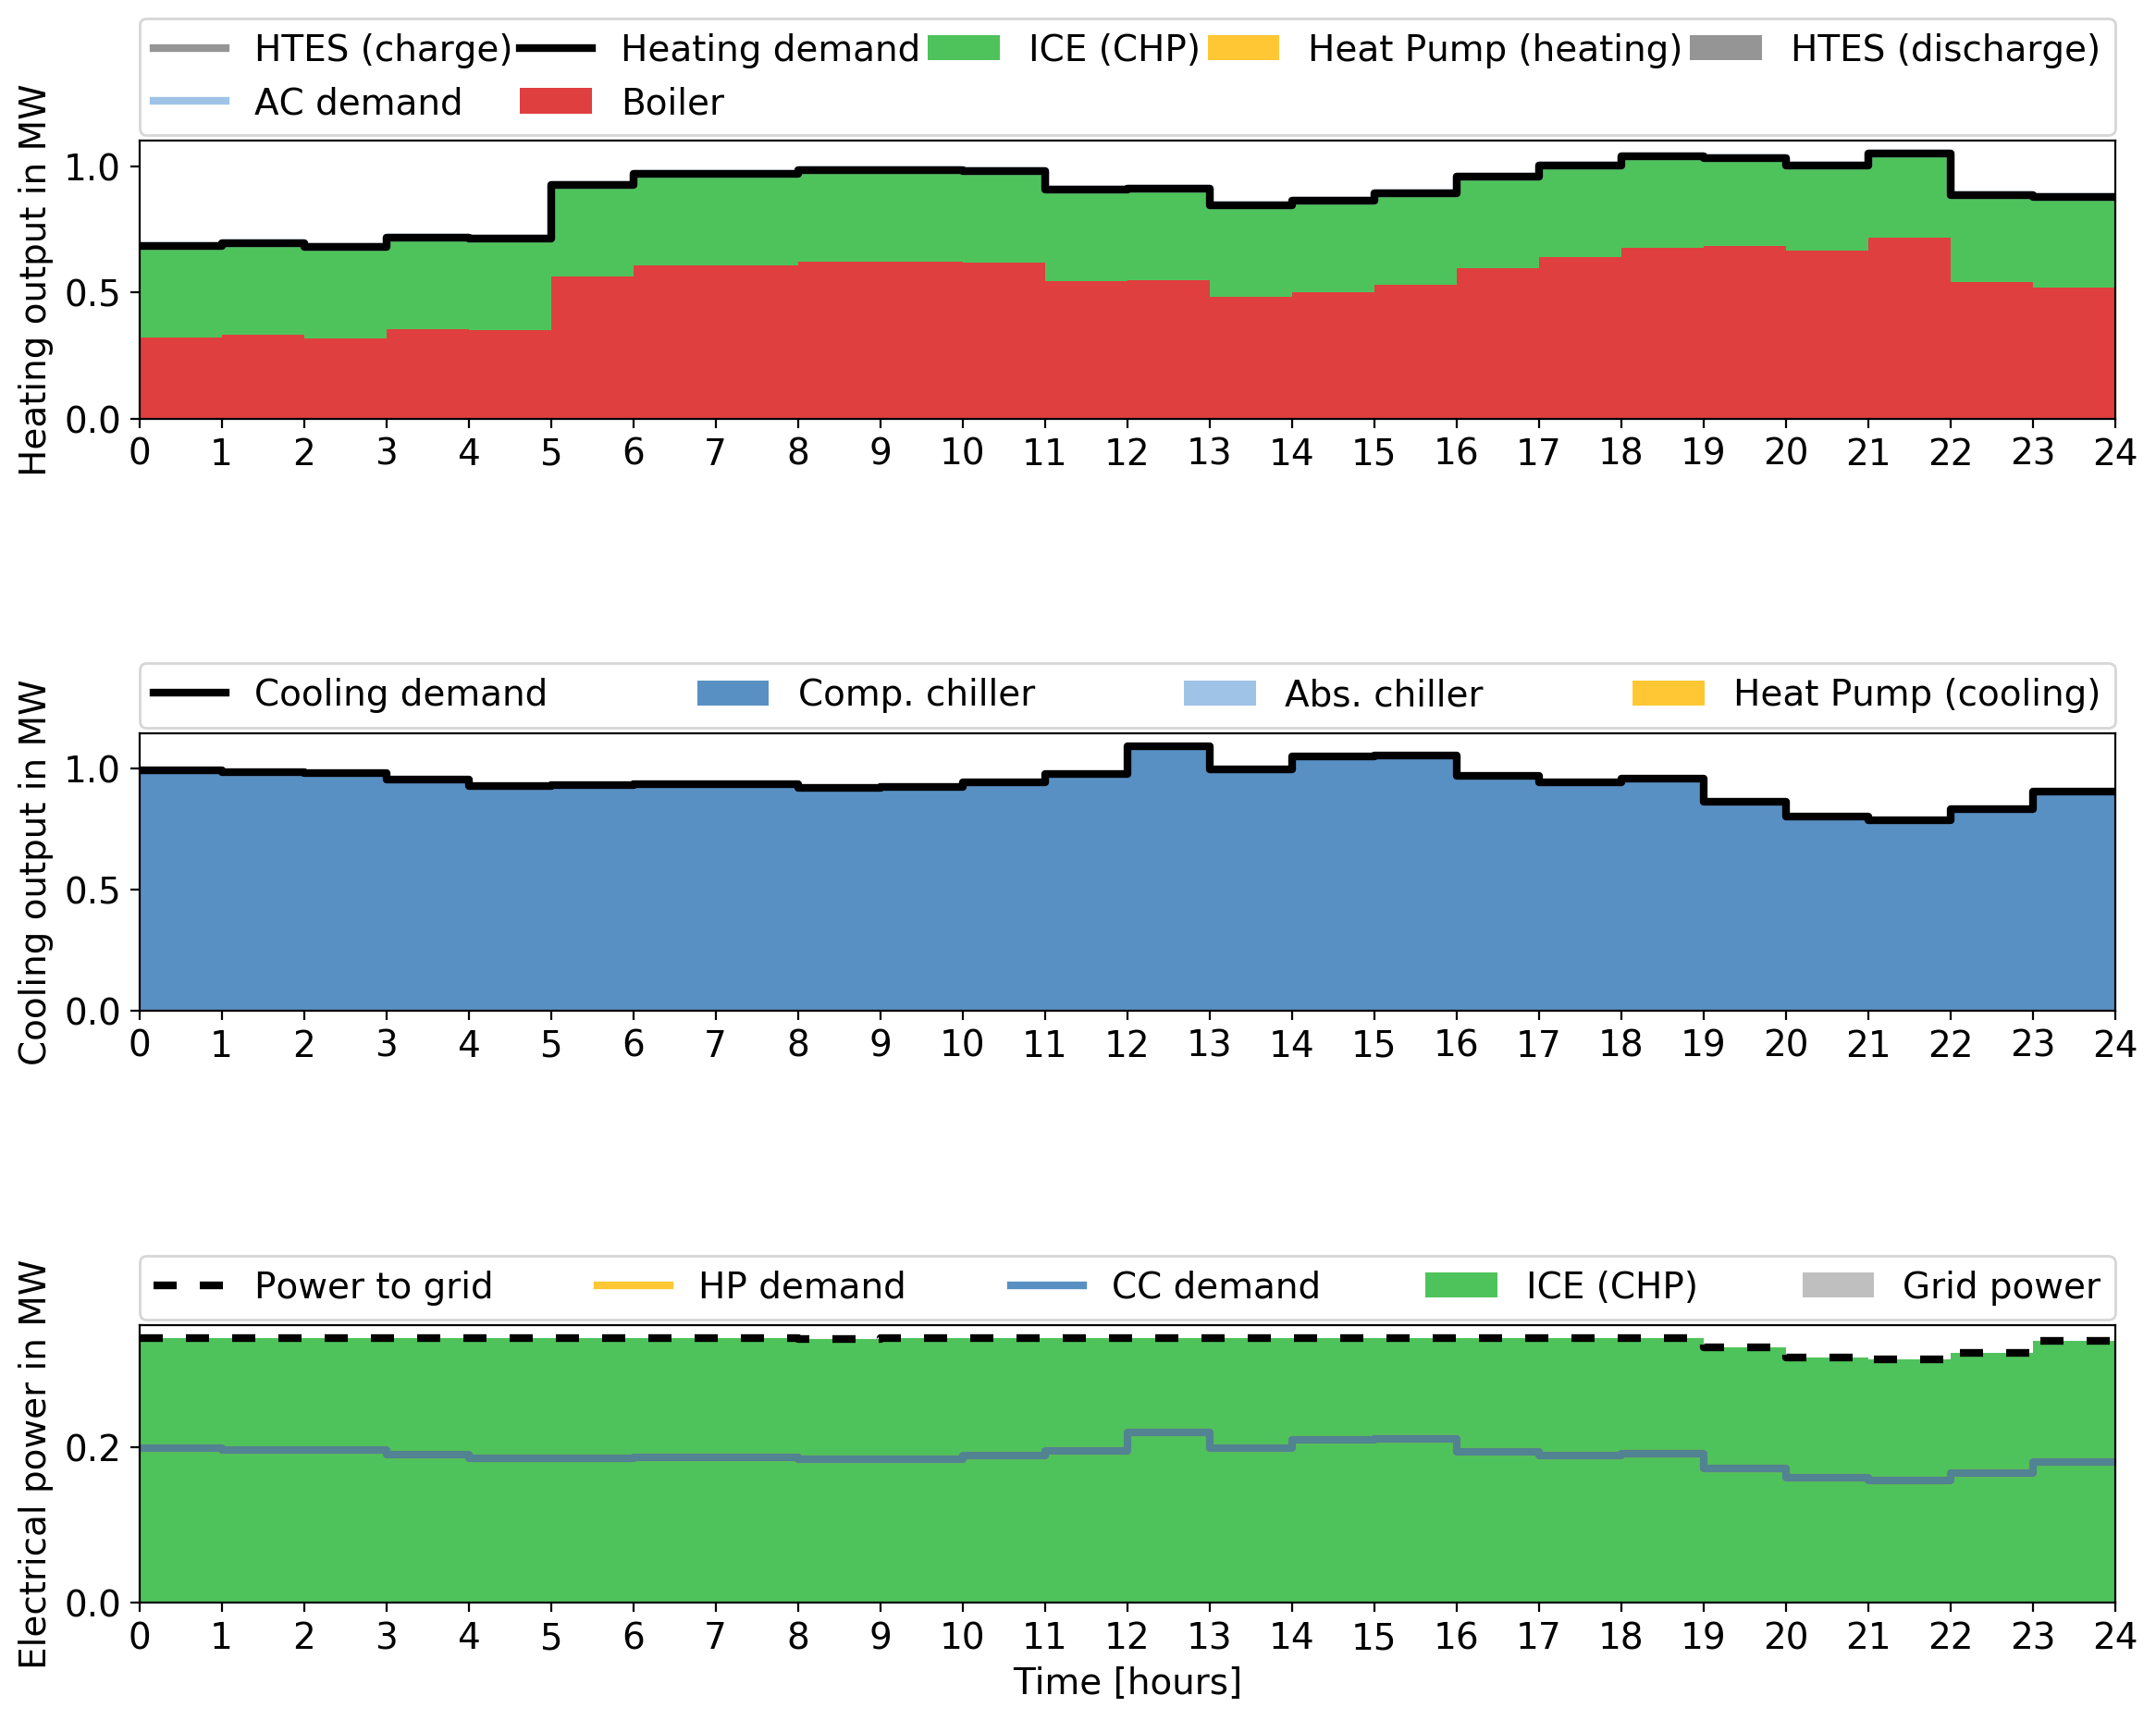 HTES (charge) Heating demand ICE (CHP) Heat Pump (heating) HTES (discharge)
AC demand Boiler
Heating output in MW
1.0
0.5
0.0
0 1 2 3 4 5 6 7 8 9 10 11 12 13 14 15 16 17 18 19 20 21 22 23 24
Cooling demand Comp. chiller Abs. chiller Heat Pump (cooling)
Cooling output in MW
1.0
0.5
0.0
0 1 2 3 4 5 6 7 8 9 10 11 12 13 14 15 16 17 18 19 20 21 22 23 24
Power to grid HP demand CC demand ICE (CHP) Grid power
Electrical power in MW
0.2
0.0
0 1 2 3 4 5 6 7 8 9 10 11 12 13 14 15 16 17 18 19 20 21 22 23 24
Time [hours]